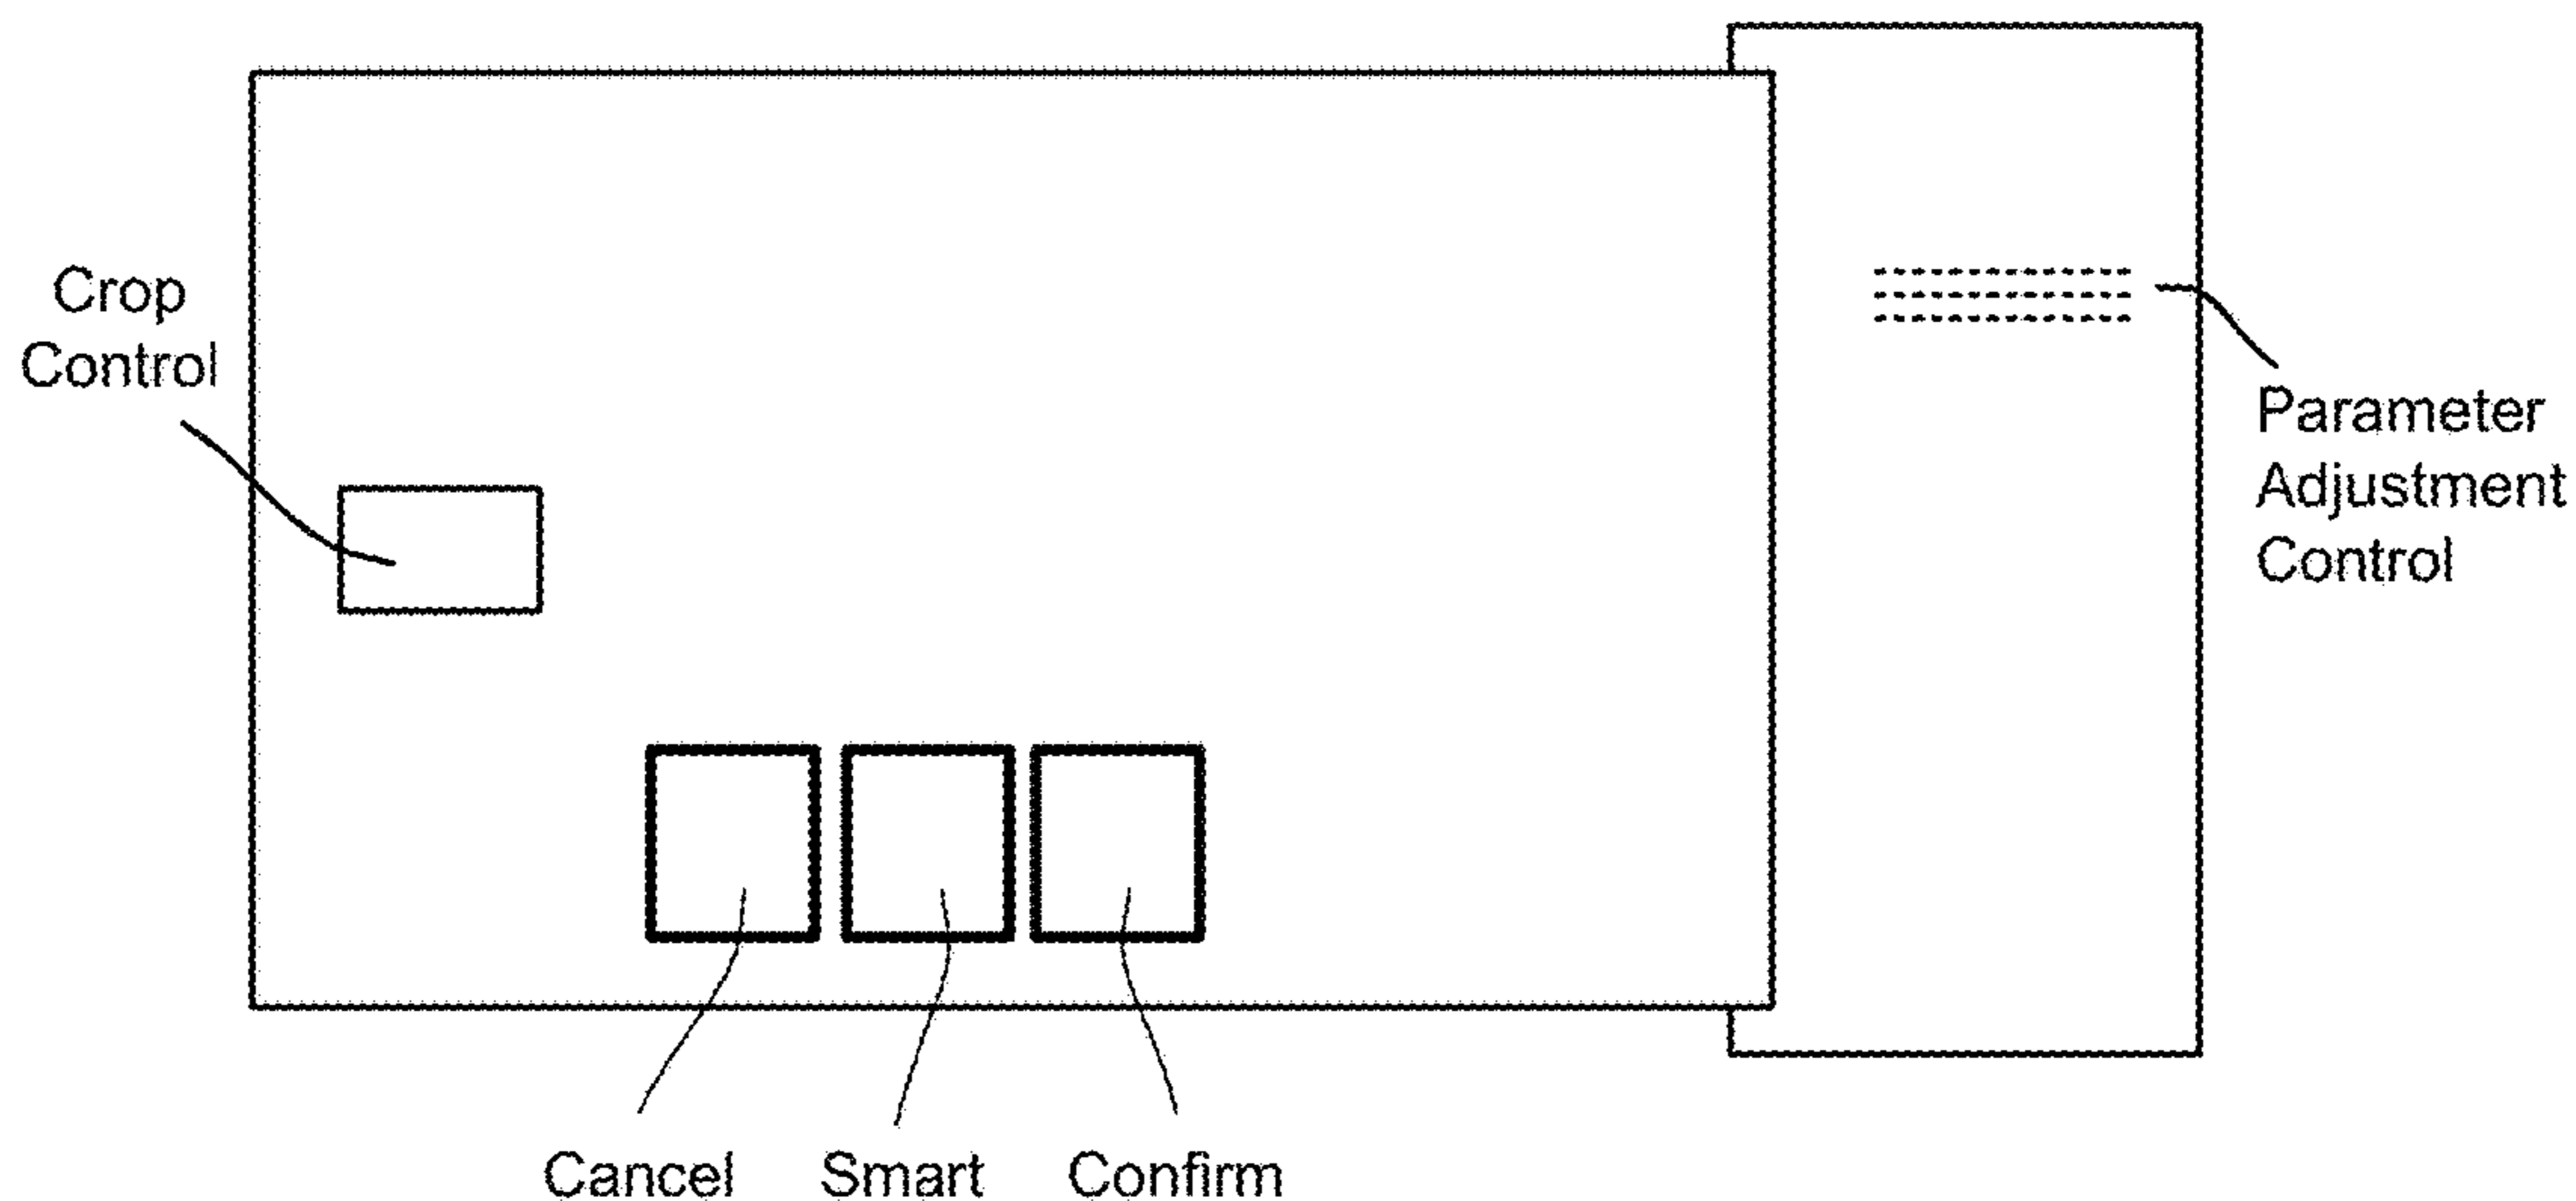 Crop
Control
Parameter
Adjustment
Control
Cancel
Smart
Confirm